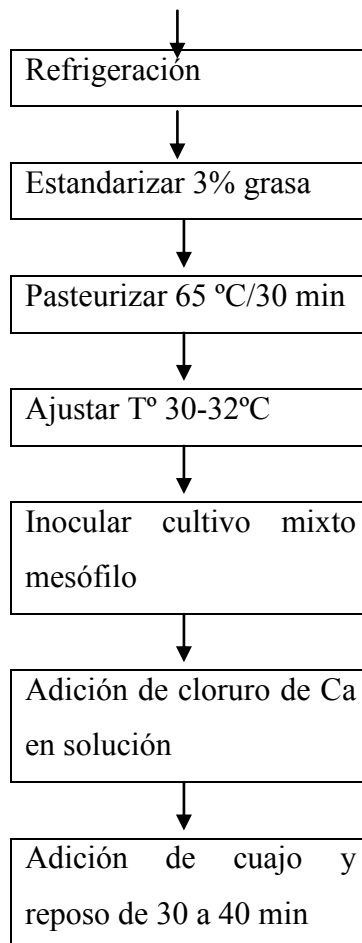 Refrigeración
Estandarizar 3% grasa
Pasteurizar 65 ºC/30 min
Ajustar Tº 30-32ºC
Inocular cultivo mixto
mesófilo
Adición de cloruro de Ca
en solución
Adición de cuajo y
reposo de 30 a 40 min